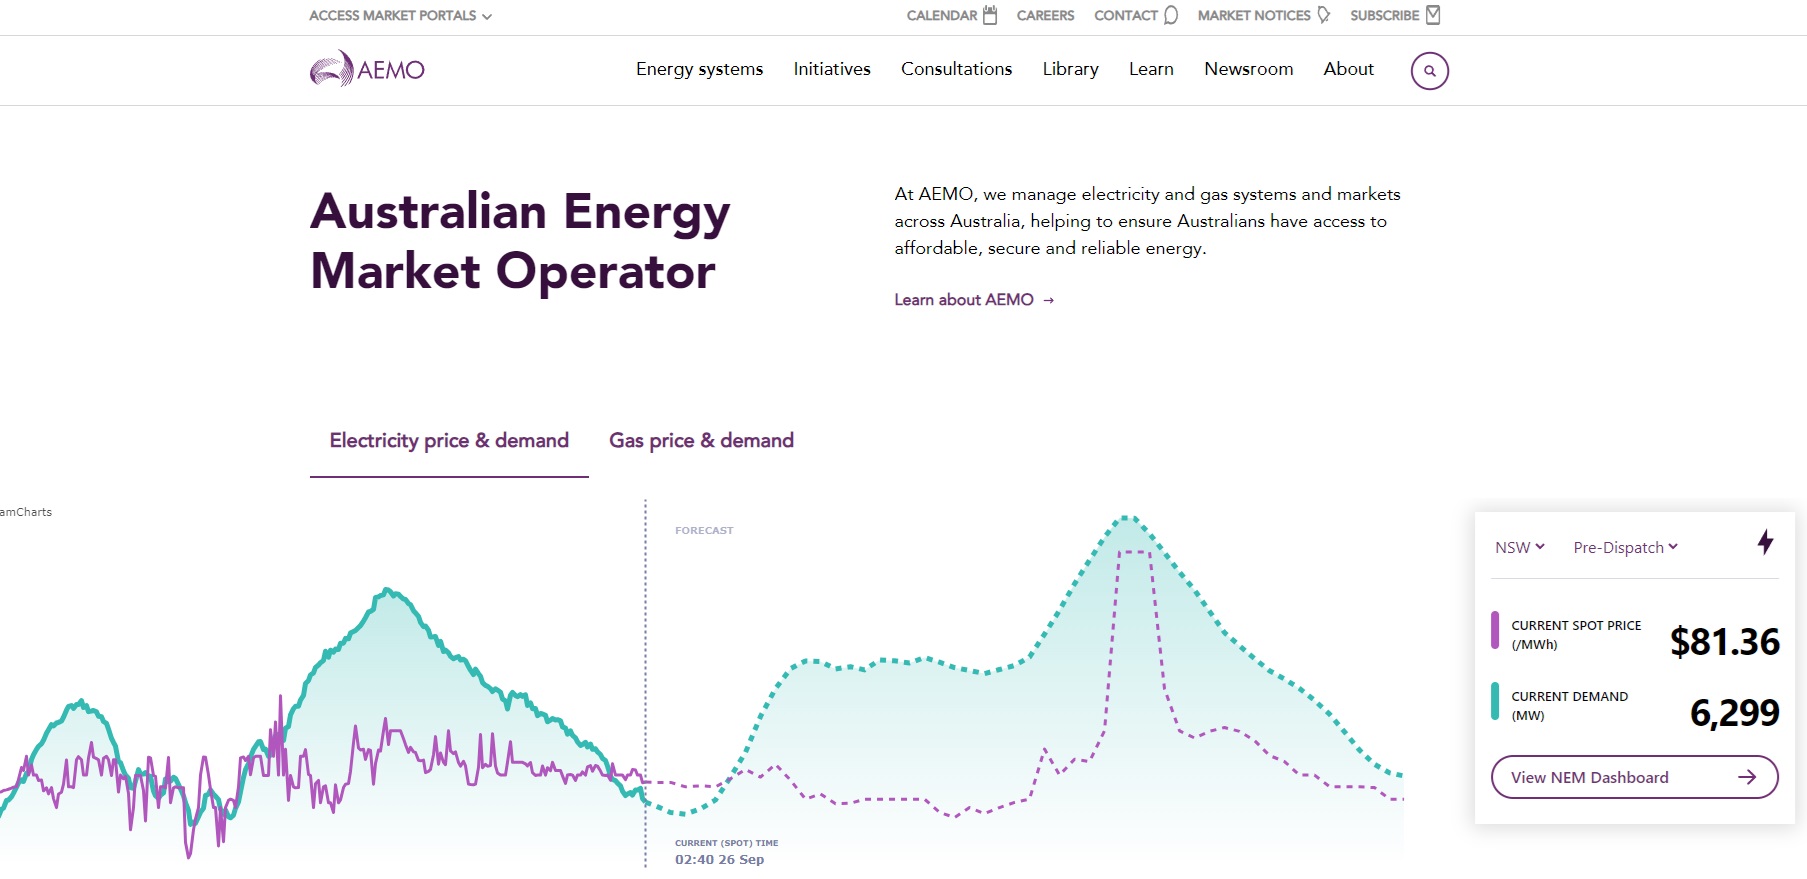 ACCESS MARKET PORTALS
CALENDAR
CAREERS
CONTACT
MARKET NOTICES
SUBSCRIBE
AEMO
Energy systems
Initiatives
Consultations
Library
Learn
Newsroom
About
Australian Energy
Market Operator
At AEMO, we manage electricity and gas systems and markets
across Australia, helping to ensure Australians have access to
affordable, secure and reliable energy.
Learn about AEMO →
Electricity price & demand
Gas price & demand
amCharts
FORECAST
CURRENT (SPOT) TIME
02:40 26 Sep
NSW
Pre-Dispatch
CURRENT SPOT PRICE
(/MWh)
$81.36
CURRENT DEMAND
(MW)
6,299
View NEM Dashboard